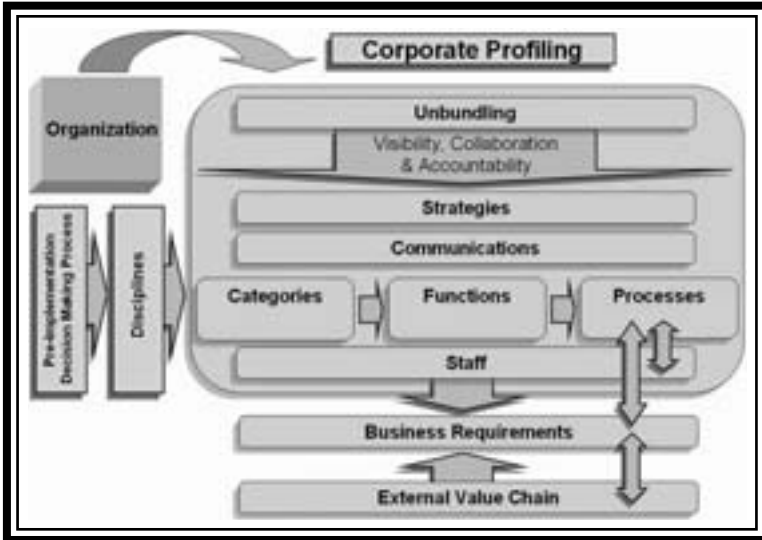 Corporate Profiling
Organization
Unbundling
Visibility, Collaboration
& Accountability
Strategies
Communications
Pre-Implementation
Decision Making Process
Disciplines
Categories
Functions
Processes
Staff
Business Requirements
External Value Chain